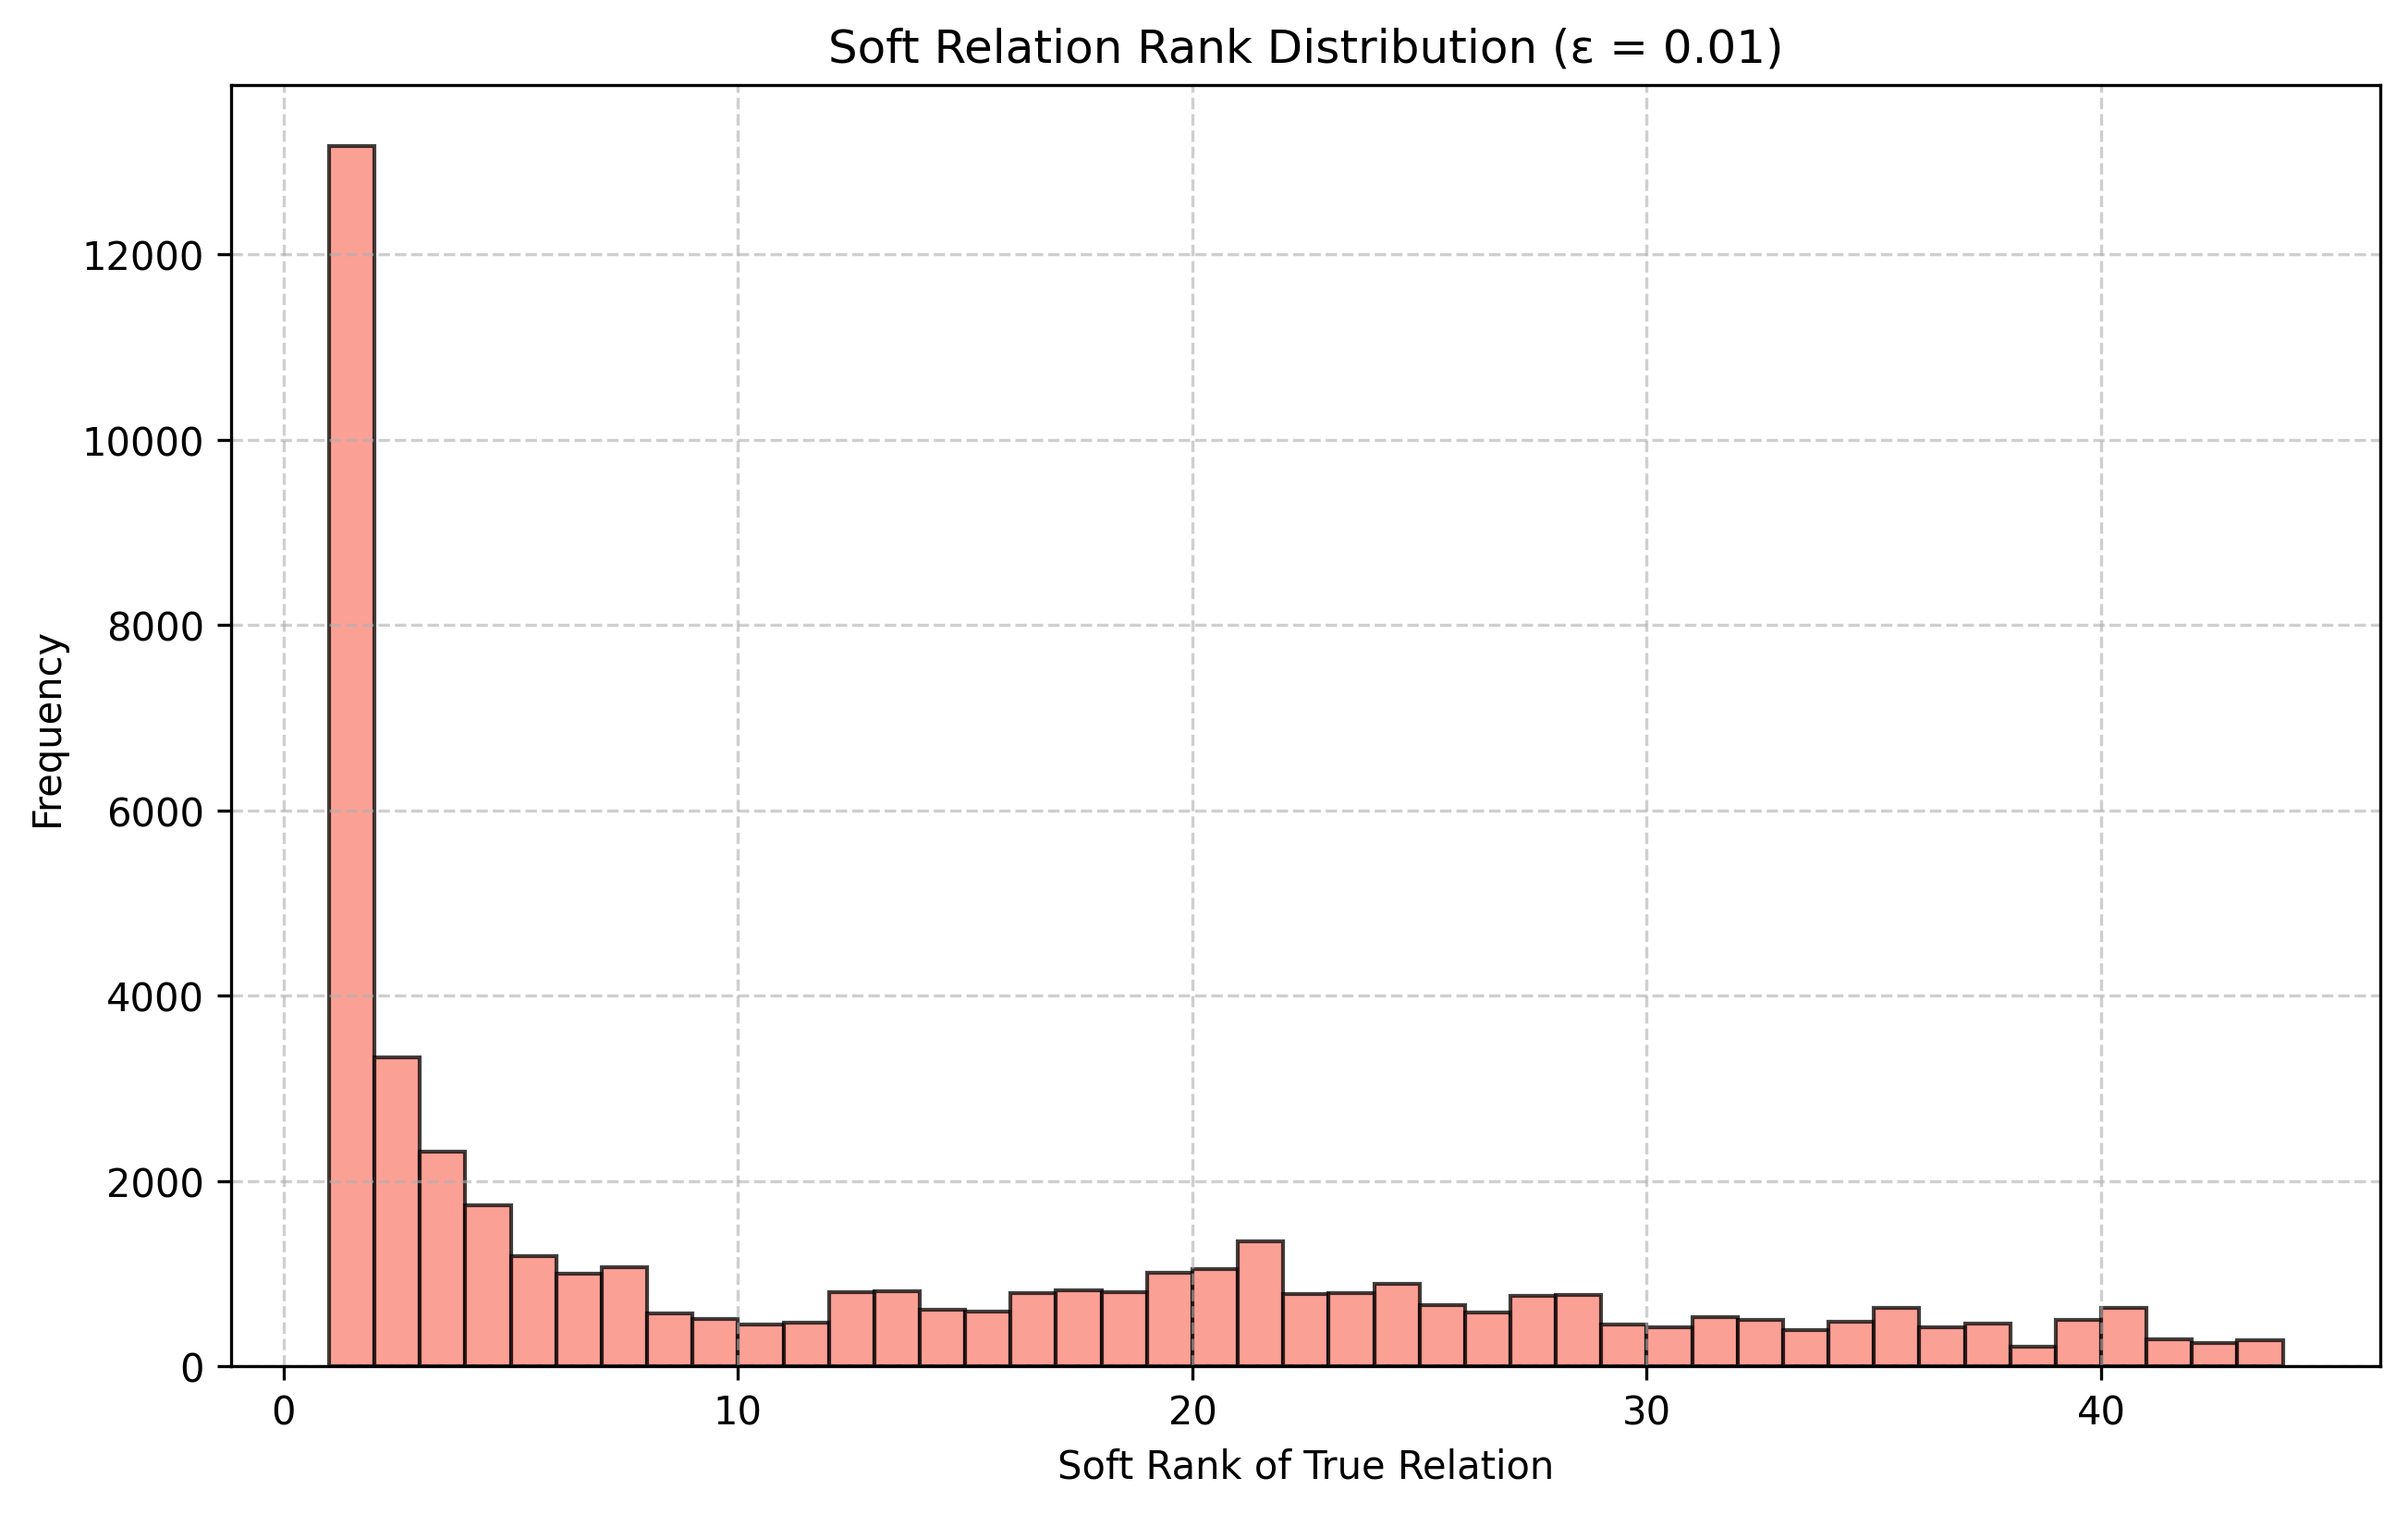 Soft Relation Rank Distribution (ε = 0.01)
12000
10000
8000
6000
4000
2000
0
Frequency
0 10 20 30 40
Soft Rank of True Relation